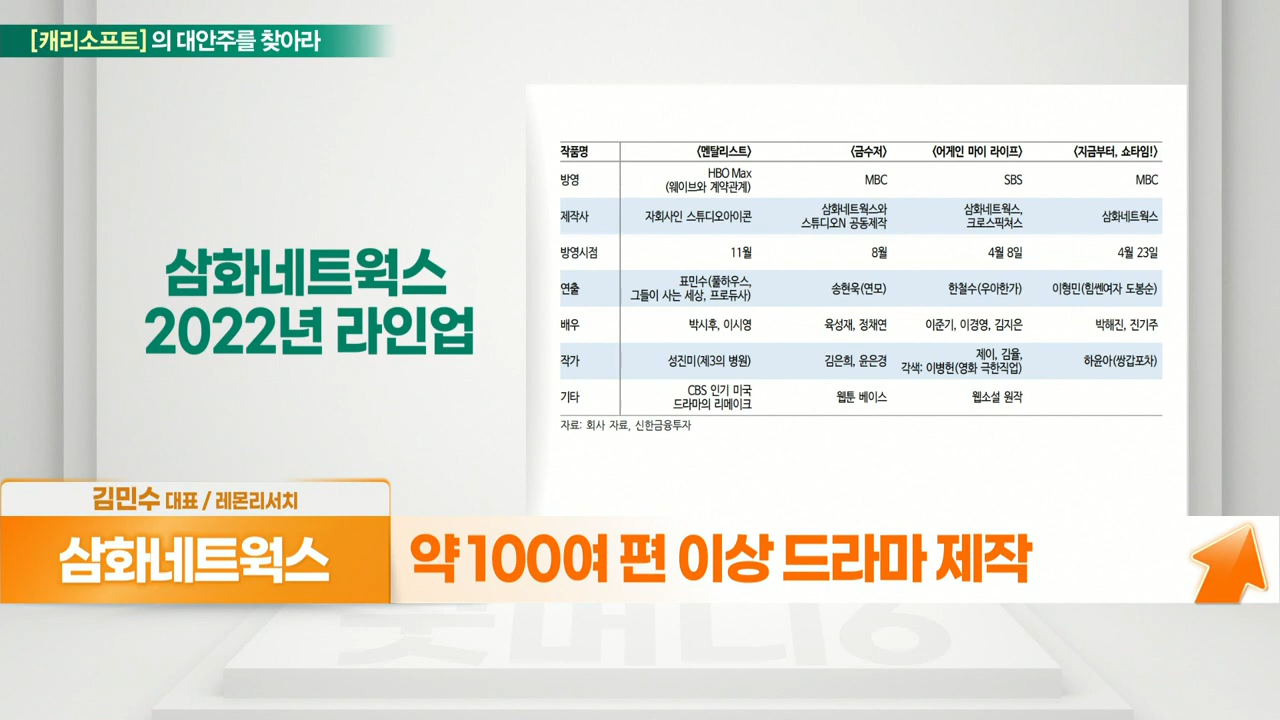 [캐리소프트]의 대안주를 찾아라
삼화네트웍스
2022년 라인업
작품명 <멘탈리스트> <금수저> <어게인 마이 라이프> <지금부터, 쇼타임!>
방영 HBO Max (웨이브와 계약관계) MBC SBS MBC
제작사 자회사인 스튜디오아이콘 삼화네트웍스와 스튜디오N 공동제작 삼화네트웍스, 크로스픽쳐스 삼화네트웍스
방영시점 11월 8월 4월 8일 4월 23일
연출 표민수(풀하우스, 그들이 사는 세상, 프로듀사) 송현욱(연모) 한철수(우아한가) 이형민(힘쎈여자 도봉순)
배우 박시후, 이시영 육성재, 정채연 이준기, 이경영, 김지은 박해진, 진기주
작가 성진미(제3의 병원) 김은희, 윤은경 제이, 김율, 각색: 이병헌(영화 극한직업) 하윤아(쌍갑포차)
기타 CBS 인기 미국 드라마의 리메이크 웹툰 베이스 웹소설 원작
자료: 회사 자료, 신한금융투자
김민수 대표 / 레몬리서치
삼화네트웍스
약 100여 편 이상 드라마 제작